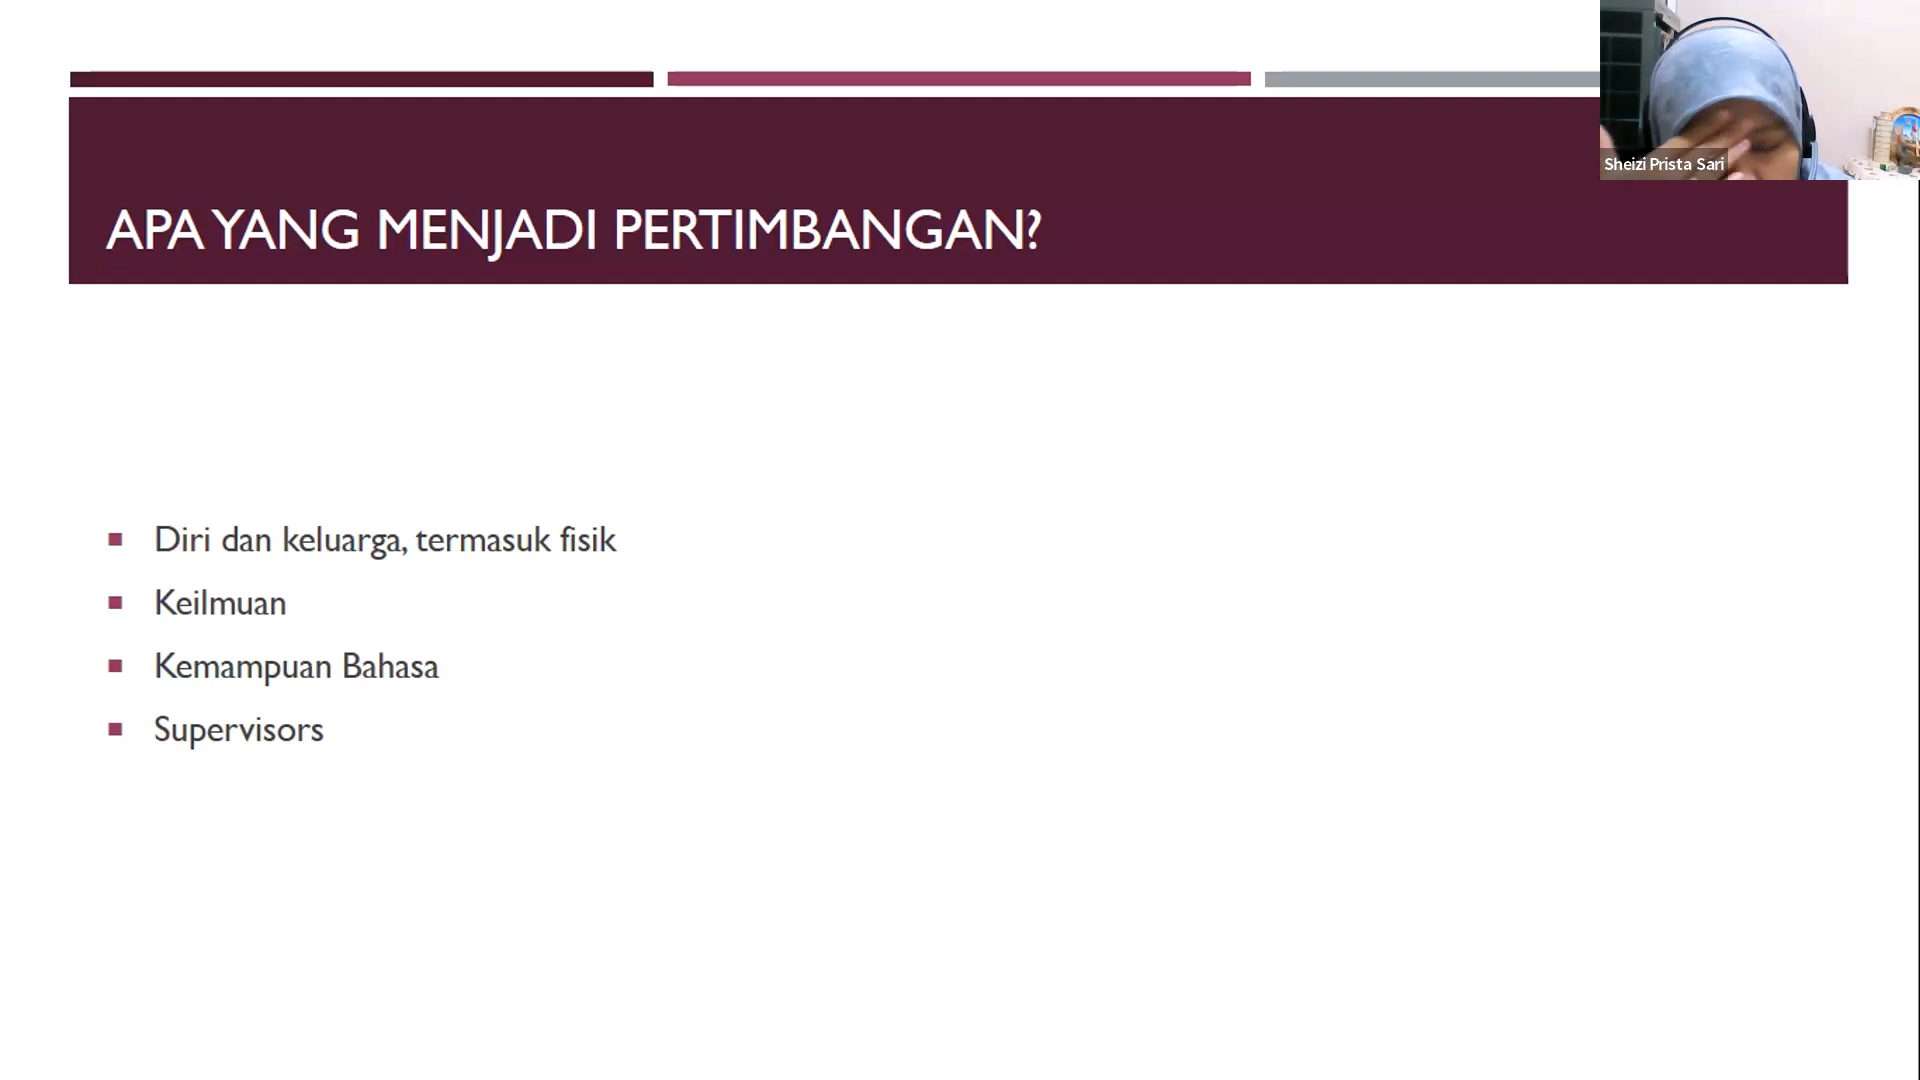 Sheizi Prista Sari
APA YANG MENJADI PERTIMBANGAN?
Diri dan keluarga, termasuk fisik
Keilmuan
Kemampuan Bahasa
Supervisors